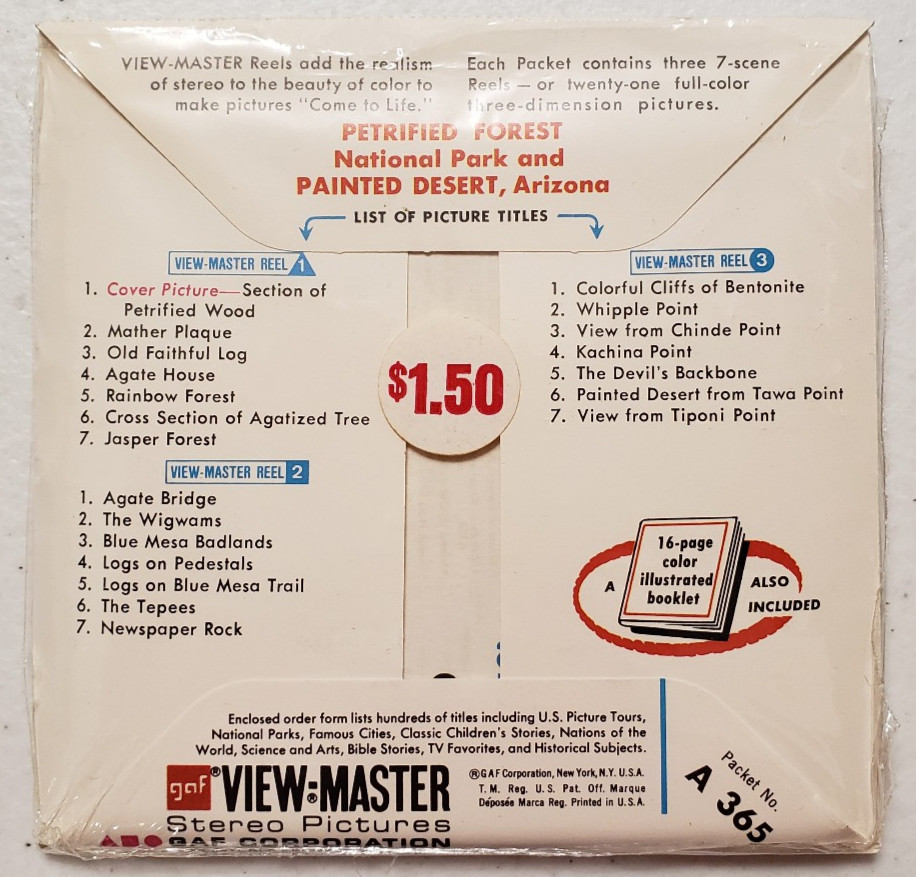 VIEW-MASTER Reels add the realism
of stereo to the beauty of color to
make pictures "Come to Life."
Each Packet contains three 7-scene
Reels — or twenty-one full-color
three-dimension pictures.
PETRIFIED FOREST
National Park and
PAINTED DESERT, Arizona
LIST OF PICTURE TITLES
VIEW-MASTER REEL 1
1. Cover Picture—Section of
Petrified Wood
2. Mather Plaque
3. Old Faithful Log
4. Agate House
5. Rainbow Forest
6. Cross Section of Agatized Tree
7. Jasper Forest
VIEW-MASTER REEL 2
1. Agate Bridge
2. The Wigwams
3. Blue Mesa Badlands
4. Logs on Pedestals
5. Logs on Blue Mesa Trail
6. The Tepees
7. Newspaper Rock
$1.50
VIEW-MASTER REEL 3
1. Colorful Cliffs of Bentonite
2. Whipple Point
3. View from Chinde Point
4. Kachina Point
5. The Devil's Backbone
6. Painted Desert from Tawa Point
7. View from Tiponi Point
A
16-page
color
illustrated
booklet
ALSO
INCLUDED
Enclosed order form lists hundreds of titles including U.S. Picture Tours,
National Parks, Famous Cities, Classic Children's Stories, Nations of the
World, Science and Arts, Bible Stories, TV Favorites, and Historical Subjects.
gaf® VIEW-MASTER®
Stereo Pictures
GAF CORPORATION
®GAF Corporation, New York, N.Y. U.S.A.
T.M. Reg. U.S. Pat. Off. Marque
Déposée Marca Reg. Printed in U.S.A.
Packet No.
A 365